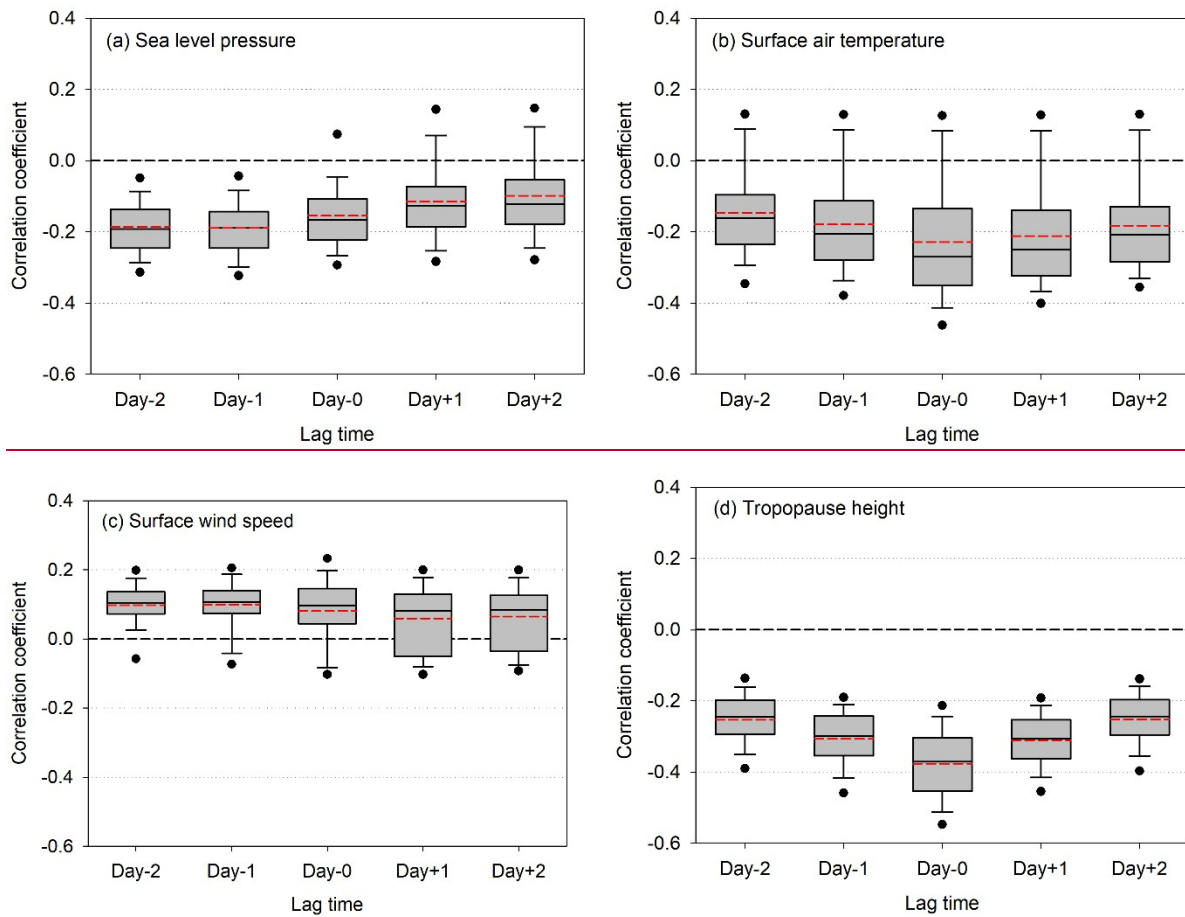 (a) Sea level pressure
Correlation coefficient
0.4
0.2
0.0
-0.2
-0.4
-0.6
Day-2 Day-1 Day-0 Day+1 Day+2
Lag time
(b) Surface air temperature
Correlation coefficient
0.4
0.2
0.0
-0.2
-0.4
-0.6
Day-2 Day-1 Day-0 Day+1 Day+2
Lag time
(c) Surface wind speed
Correlation coefficient
0.4
0.2
0.0
-0.2
-0.4
-0.6
Day-2 Day-1 Day-0 Day+1 Day+2
Lag time
(d) Tropopause height
Correlation coefficient
0.4
0.2
0.0
-0.2
-0.4
-0.6
Day-2 Day-1 Day-0 Day+1 Day+2
Lag time